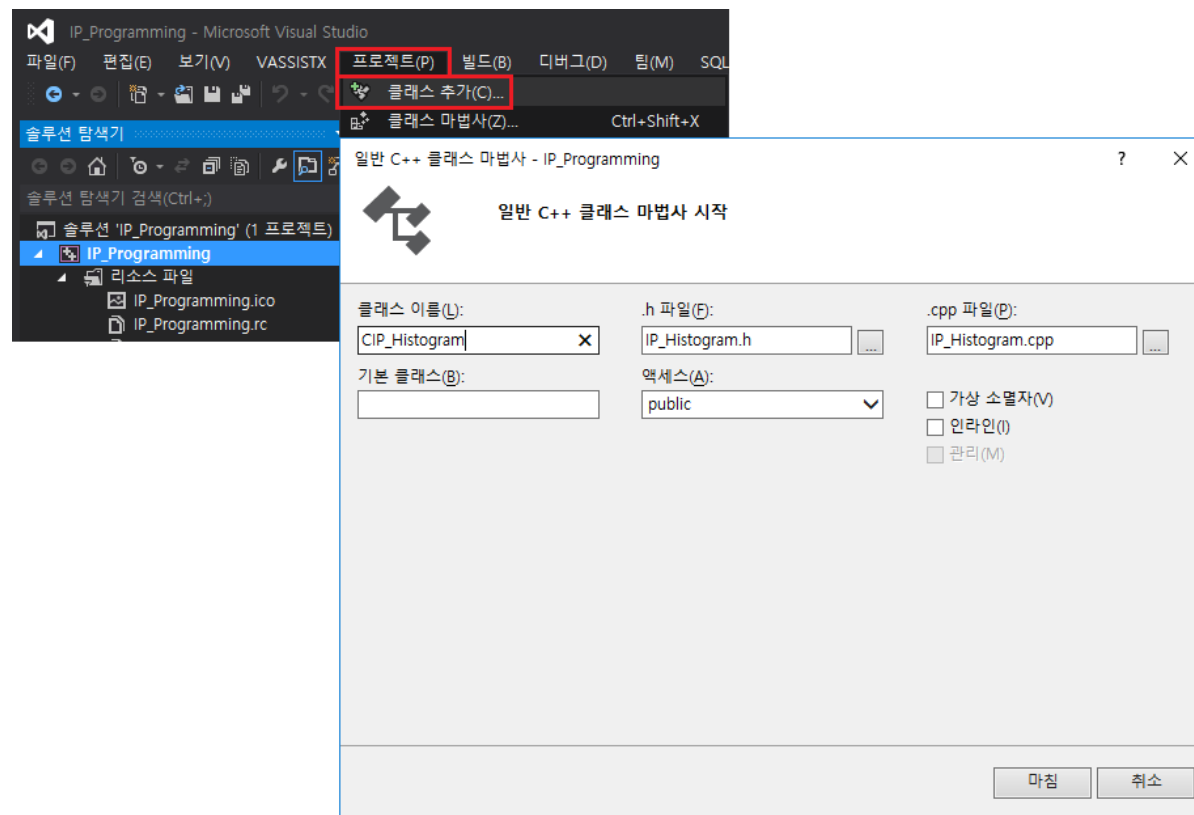 IP_Programming - Microsoft Visual Studio
파일(F) 편집(E) 보기(V) VASSISTX 프로젝트(P) 빌드(B) 디버그(D) 팀(M) SQL
클래스 추가(C)...
클래스 마법사(Z)... Ctrl+Shift+X
솔루션 탐색기
솔루션 탐색기 검색(Ctrl+;)
솔루션 'IP_Programming' (1 프로젝트)
IP_Programming
리소스 파일
IP_Programming.ico
IP_Programming.rc
일반 C++ 클래스 마법사 - IP_Programming
일반 C++ 클래스 마법사 시작
클래스 이름(L): .h 파일(F): .cpp 파일(P):
CIP_Histogram IP_Histogram.h ... IP_Histogram.cpp ...
기본 클래스(B): 액세스(A):
public
가상 소멸자(V)
인라인(I)
관리(M)
마침 취소